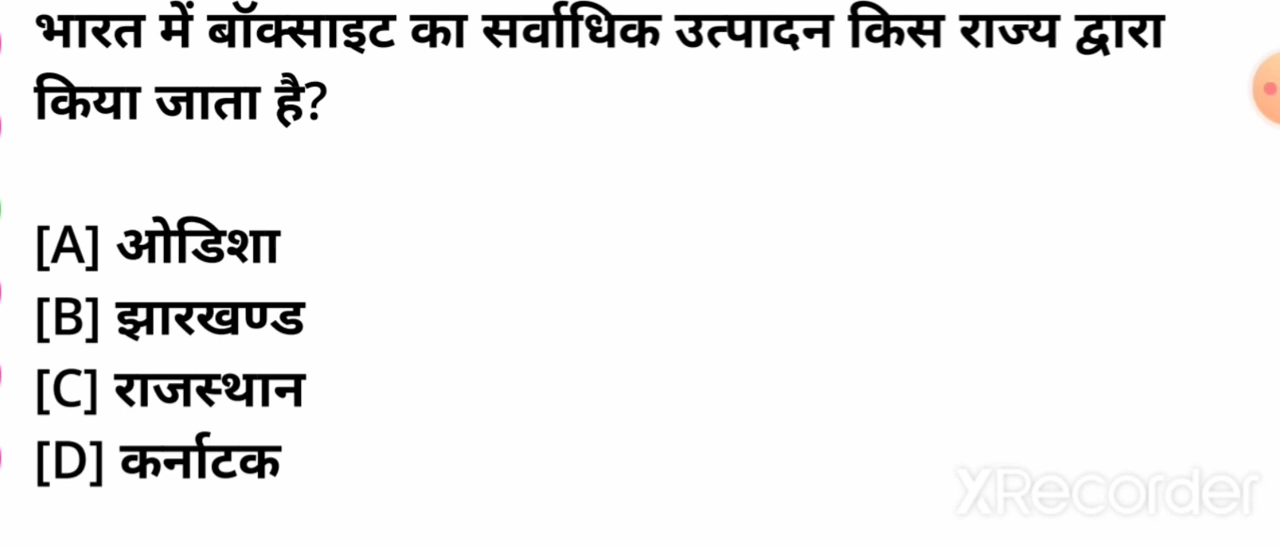 भारत में बॉक्साइट का सर्वाधिक उत्पादन किस राज्य द्वारा
किया जाता है?
[A] ओडिशा
[B] झारखण्ड
[C] राजस्थान
[D] कर्नाटक
XRecorder